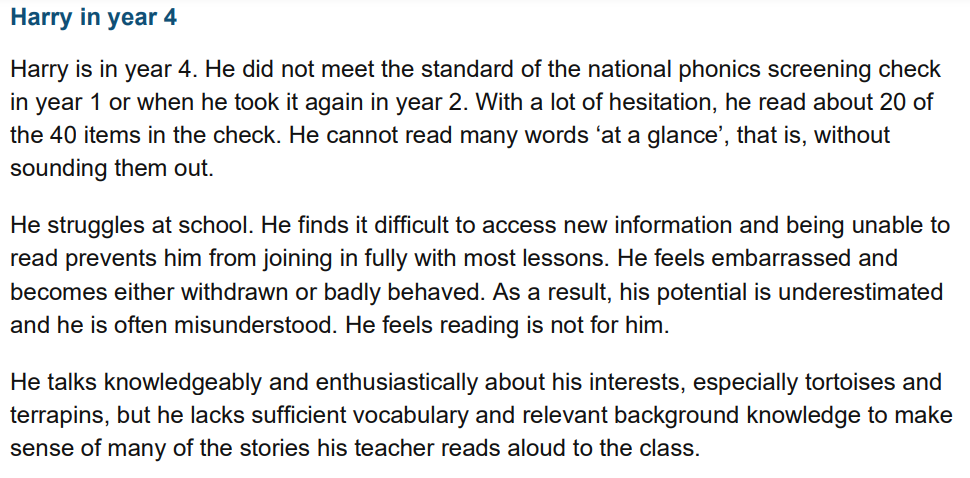 Harry in year 4
Harry is in year 4. He did not meet the standard of the national phonics screening check
in year 1 or when he took it again in year 2. With a lot of hesitation, he read about 20 of
the 40 items in the check. He cannot read many words ‘at a glance’, that is, without
sounding them out.
He struggles at school. He finds it difficult to access new information and being unable to
read prevents him from joining in fully with most lessons. He feels embarrassed and
becomes either withdrawn or badly behaved. As a result, his potential is underestimated
and he is often misunderstood. He feels reading is not for him.
He talks knowledgeably and enthusiastically about his interests, especially tortoises and
terrapins, but he lacks sufficient vocabulary and relevant background knowledge to make
sense of many of the stories his teacher reads aloud to the class.